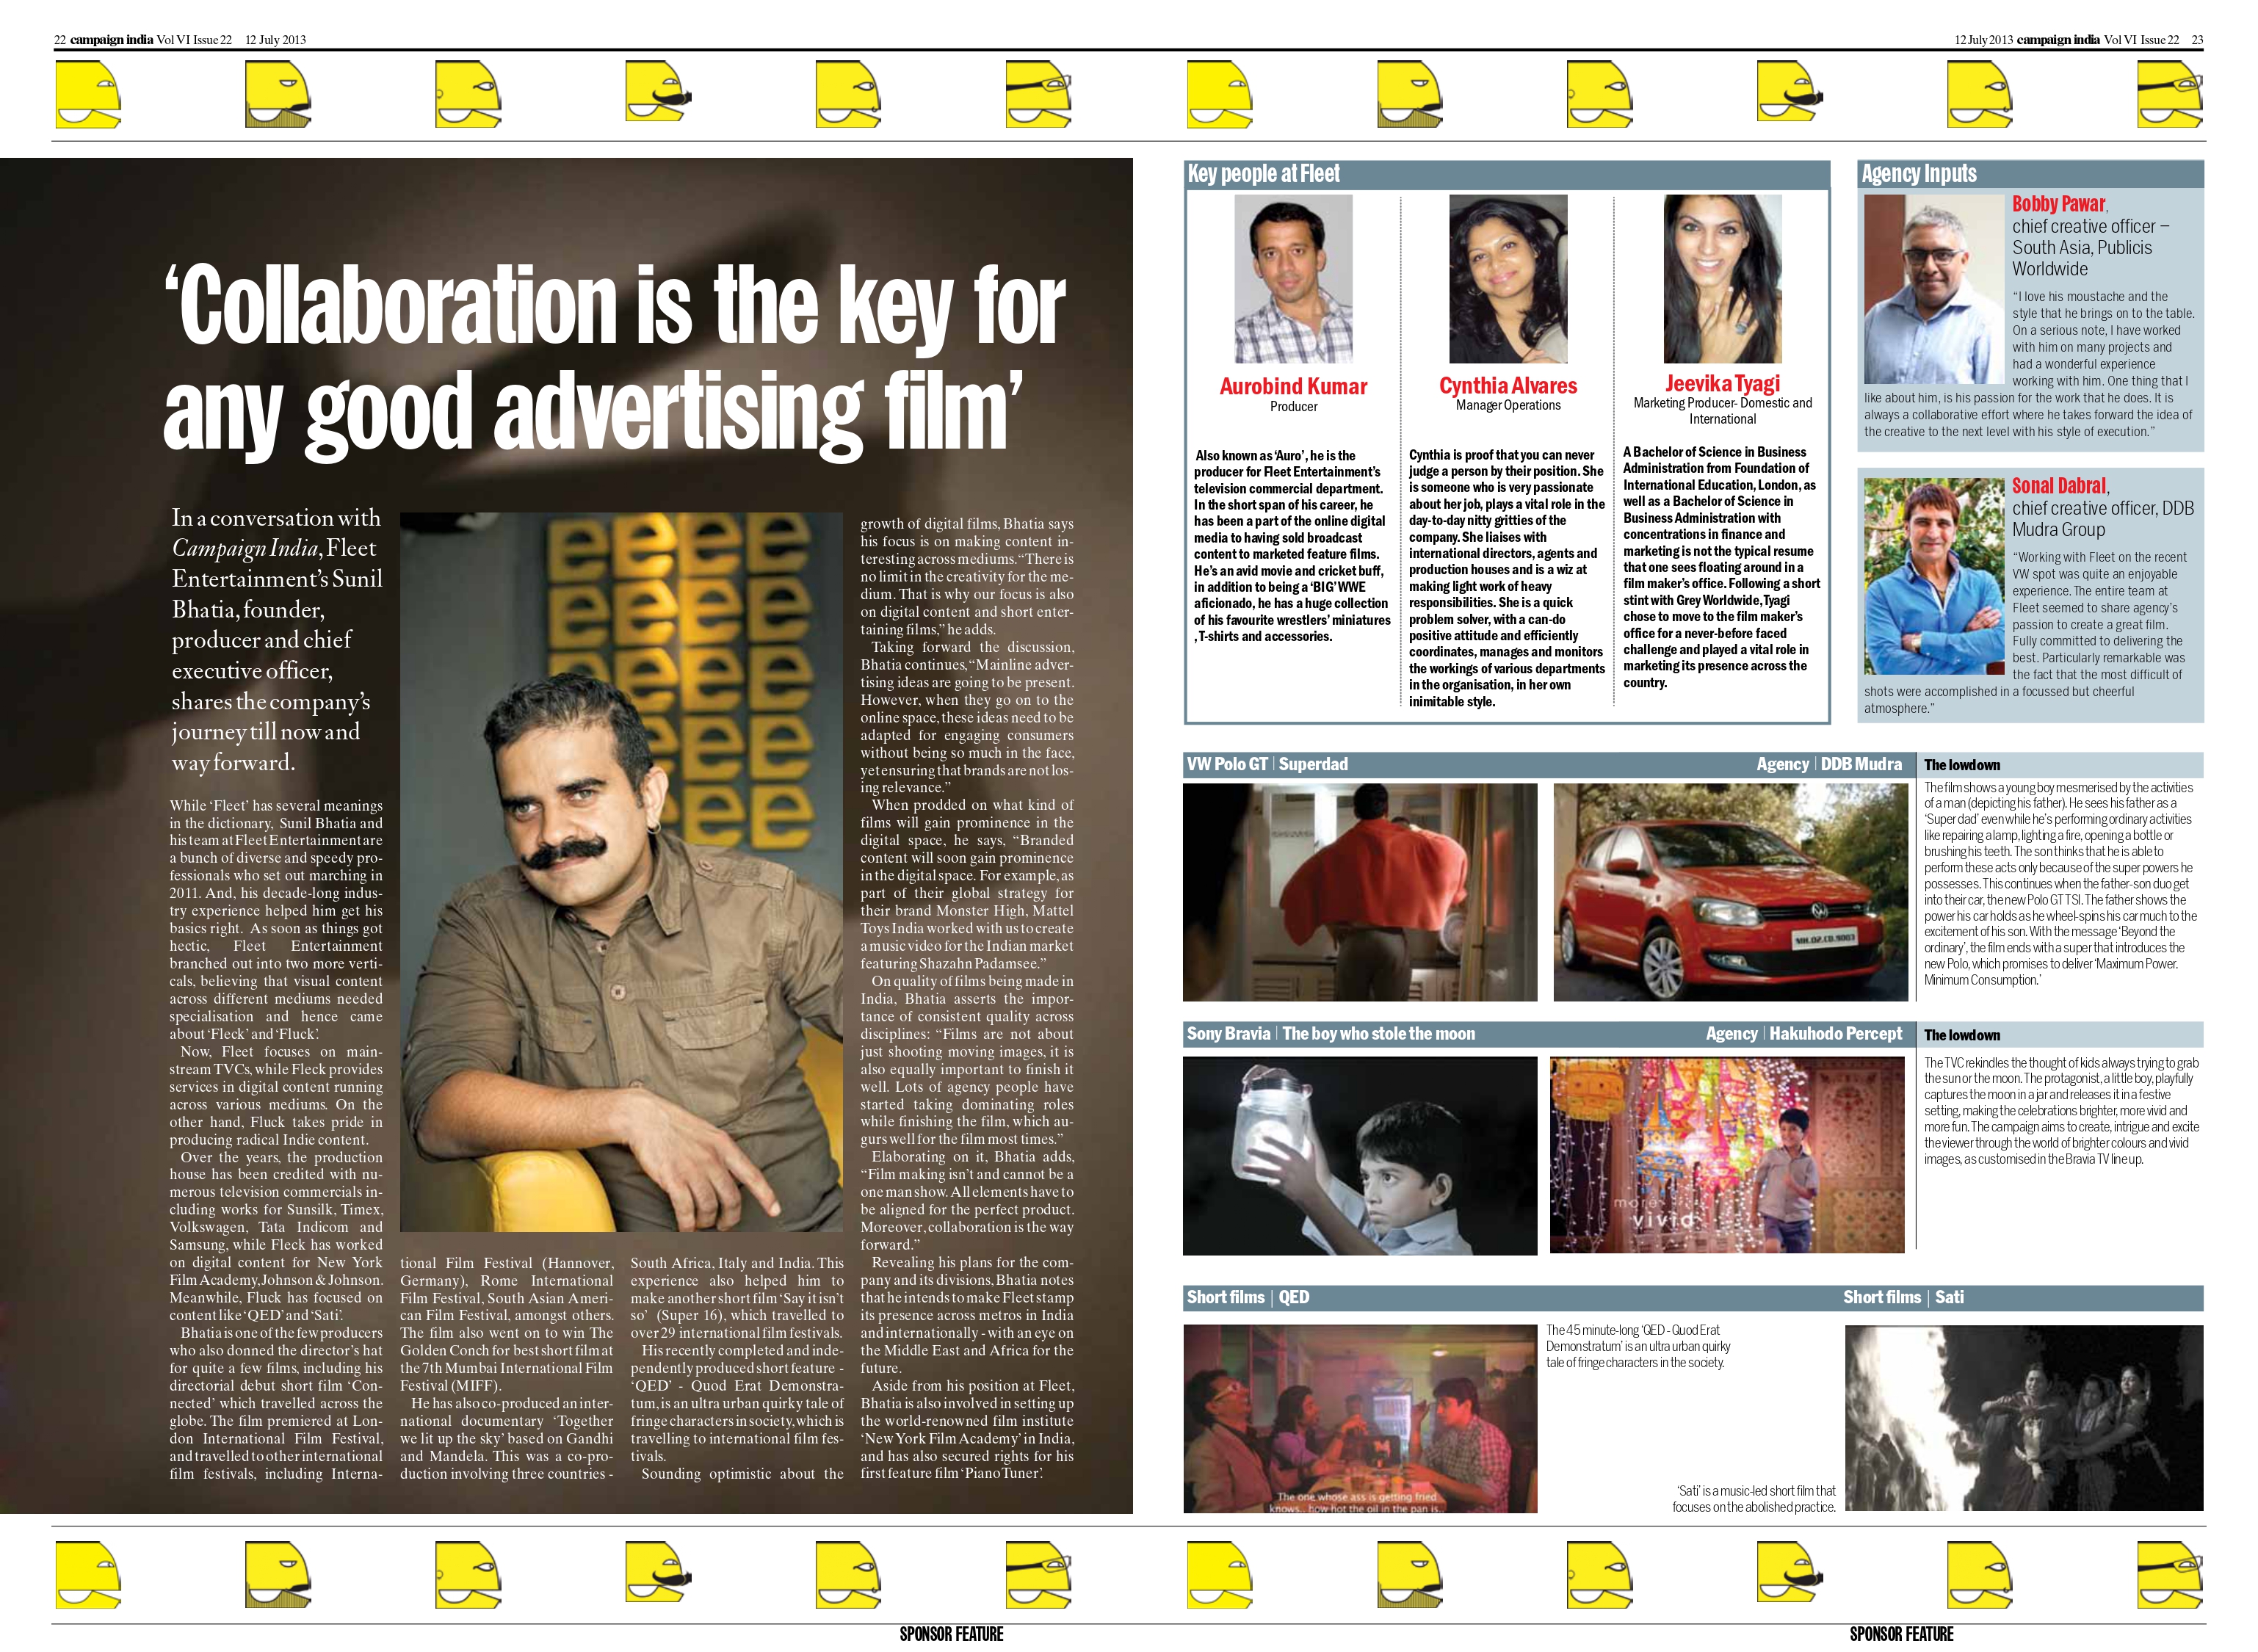 22 campaign india Vol VI Issue 22 12 July 2013
12 July 2013 campaign india Vol VI Issue 22 23
‘Collaboration is the key for
any good advertising film’
In a conversation with
Campaign India, Fleet
Entertainment’s Sunil
Bhatia, founder,
producer and chief
executive officer,
shares the company’s
journey till now and
way forward.
While ‘Fleet’ has several meanings
in the dictionary, Sunil Bhatia and
his team at Fleet Entertainment are
a bunch of diverse and speedy pro-
fessionals who set out marching in
2011. And, his decade-long indus-
try experience helped him get his
basics right. As soon as things got
hectic, Fleet Entertainment
branched out into two more verti-
cals, believing that visual content
across different mediums needed
specialisation and hence came
about ‘Fleck’ and ‘Fluck’.
Now, Fleet focuses on main-
stream TVCs, while Fleck provides
services in digital content running
across various mediums. On the
other hand, Fluck takes pride in
producing radical Indie content.
Over the years, the production
house has been credited with nu-
merous television commercials in-
cluding works for Sunsilk, Timex,
Volkswagen, Tata Indicom and
Samsung, while Fleck has worked
on digital content for New York
Film Academy, Johnson & Johnson.
Meanwhile, Fluck has focused on
content like ‘QED’ and ‘Sati’.
Bhatia is one of the few producers
who also donned the director’s hat
for quite a few films, including his
directorial debut short film ‘Con-
nected’ which travelled across the
globe. The film premiered at Lon-
don International Film Festival,
and travelled to other international
film festivals, including Interna-
tional Film Festival (Hannover,
Germany), Rome International
Film Festival, South Asian Ameri-
can Film Festival, amongst others.
The film also went on to win The
Golden Conch for best short film at
the 7th Mumbai International Film
Festival (MIFF).
He has also co-produced an inter-
national documentary ‘Together
we lit up the sky’ based on Gandhi
and Mandela. This was a co-pro-
duction involving three countries -
South Africa, Italy and India. This
experience also helped him to
make another short film ‘Say it isn’t
so’ (Super 16), which travelled to
over 29 international film festivals.
His recently completed and inde-
pendently produced short feature -
‘QED’ - Quod Erat Demonstra-
tum, is an ultra urban quirky tale of
fringe characters in society, which is
travelling to international film fes-
tivals.
Sounding optimistic about the
growth of digital films, Bhatia says
his focus is on making content in-
teresting across mediums. “There is
no limit in the creativity for the me-
dium. That is why our focus is also
on digital content and short enter-
taining films,” he adds.
Taking forward the discussion,
Bhatia continues, “Mainline adver-
tising ideas are going to be present.
However, when they go on to the
online space, these ideas need to be
adapted for engaging consumers
without being so much in the face,
yet ensuring that brands are not los-
ing relevance.”
When prodded on what kind of
films will gain prominence in the
digital space, he says, “Branded
content will soon gain prominence
in the digital space. For example, as
part of their global strategy for
their brand Monster High, Mattel
Toys India worked with us to create
a music video for the Indian market
featuring Shazahn Padamsee.”
On quality of films being made in
India, Bhatia asserts the impor-
tance of consistent quality across
disciplines: “Films are not about
just shooting moving images, it is
also equally important to finish it
well. Lots of agency people have
started taking dominating roles
while finishing the film, which au-
gurs well for the film most times.”
Elaborating on it, Bhatia adds,
“Film making isn’t and cannot be a
one man show. All elements have to
be aligned for the perfect product.
Moreover, collaboration is the way
forward.”
Revealing his plans for the com-
pany and its divisions, Bhatia notes
that he intends to make Fleet stamp
its presence across metros in India
and internationally - with an eye on
the Middle East and Africa for the
future.
Aside from his position at Fleet,
Bhatia is also involved in setting up
the world-renowned film institute
‘New York Film Academy’ in India,
and has also secured rights for his
first feature film ‘Piano Tuner’.
Key people at Fleet
Aurobind Kumar
Producer
Also known as ‘Auro’, he is the
producer for Fleet Entertainment’s
television commercial department.
In the short span of his career, he
has been a part of the online digital
media to having sold broadcast
content to marketed feature films.
He’s an avid movie and cricket buff,
in addition to being a ‘BIG’ WWE
aficionado, he has a huge collection
of his favourite wrestlers’ miniatures
, T-shirts and accessories.
Cynthia Alvares
Manager Operations
Cynthia is proof that you can never
judge a person by their position. She
is someone who is very passionate
about her job, plays a vital role in the
day-to-day nitty gritties of the
company. She liaises with
international directors, agents and
production houses and is a wiz at
making light work of heavy
responsibilities. She is a quick
problem solver, with a can-do
positive attitude and efficiently
coordinates, manages and monitors
the workings of various departments
in the organisation, in her own
inimitable style.
Jeevika Tyagi
Marketing Producer- Domestic and
International
A Bachelor of Science in Business
Administration from Foundation of
International Education, London, as
well as a Bachelor of Science in
Business Administration with
concentrations in finance and
marketing is not the typical resume
that one sees floating around in a
film maker’s office. Following a short
stint with Grey Worldwide, Tyagi
chose to move to the film maker’s
office for a never-before faced
challenge and played a vital role in
marketing its presence across the
country.
Agency Inputs
Bobby Pawar,
chief creative officer –
South Asia, Publicis
Worldwide
“I love his moustache and the
style that he brings on to the table.
On a serious note, I have worked
with him on many projects and
had a wonderful experience
working with him. One thing that I
like about him, is his passion for the work that he does. It is
always a collaborative effort where he takes forward the idea of
the creative to the next level with his style of execution.”
Sonal Dabral,
chief creative officer, DDB
Mudra Group
“Working with Fleet on the recent
VW spot was quite an enjoyable
experience. The entire team at
Fleet seemed to share agency’s
passion to create a great film.
Fully committed to delivering the
best. Particularly remarkable was
the fact that the most difficult of
shots were accomplished in a focussed but cheerful
atmosphere.”
VW Polo GT | Superdad
Agency | DDB Mudra
The lowdown
MH.02.CD.9003
The film shows a young boy mesmerised by the activities
of a man (depicting his father). He sees his father as a
‘Super dad’ even while he’s performing ordinary activities
like repairing a lamp, lighting a fire, opening a bottle or
brushing his teeth. The son thinks that he is able to
perform these acts only because of the super powers he
possesses. This continues when the father-son duo get
into their car, the new Polo GT TSI. The father shows the
power his car holds as he wheel-spins his car much to the
excitement of his son. With the message ‘Beyond the
ordinary’, the film ends with a super that introduces the
new Polo, which promises to deliver ‘Maximum Power.
Minimum Consumption.’
Sony Bravia | The boy who stole the moon
Agency | Hakuhodo Percept
The lowdown
more
vivid
The TVC rekindles the thought of kids always trying to grab
the sun or the moon. The protagonist, a little boy, playfully
captures the moon in a jar and releases it in a festive
setting, making the celebrations brighter, more vivid and
more fun. The campaign aims to create, intrigue and excite
the viewer through the world of brighter colours and vivid
images, as customised in the Bravia TV line up.
Short films | QED
Short films | Sati
The 45 minute-long ‘QED - Quod Erat
Demonstratum’ is an ultra urban quirky
tale of fringe characters in the society.
The one whose ass is getting fried
knows.. how hot the oil in the pan is..
‘Sati’ is a music-led short film that
focuses on the abolished practice.
SPONSOR FEATURE
SPONSOR FEATURE